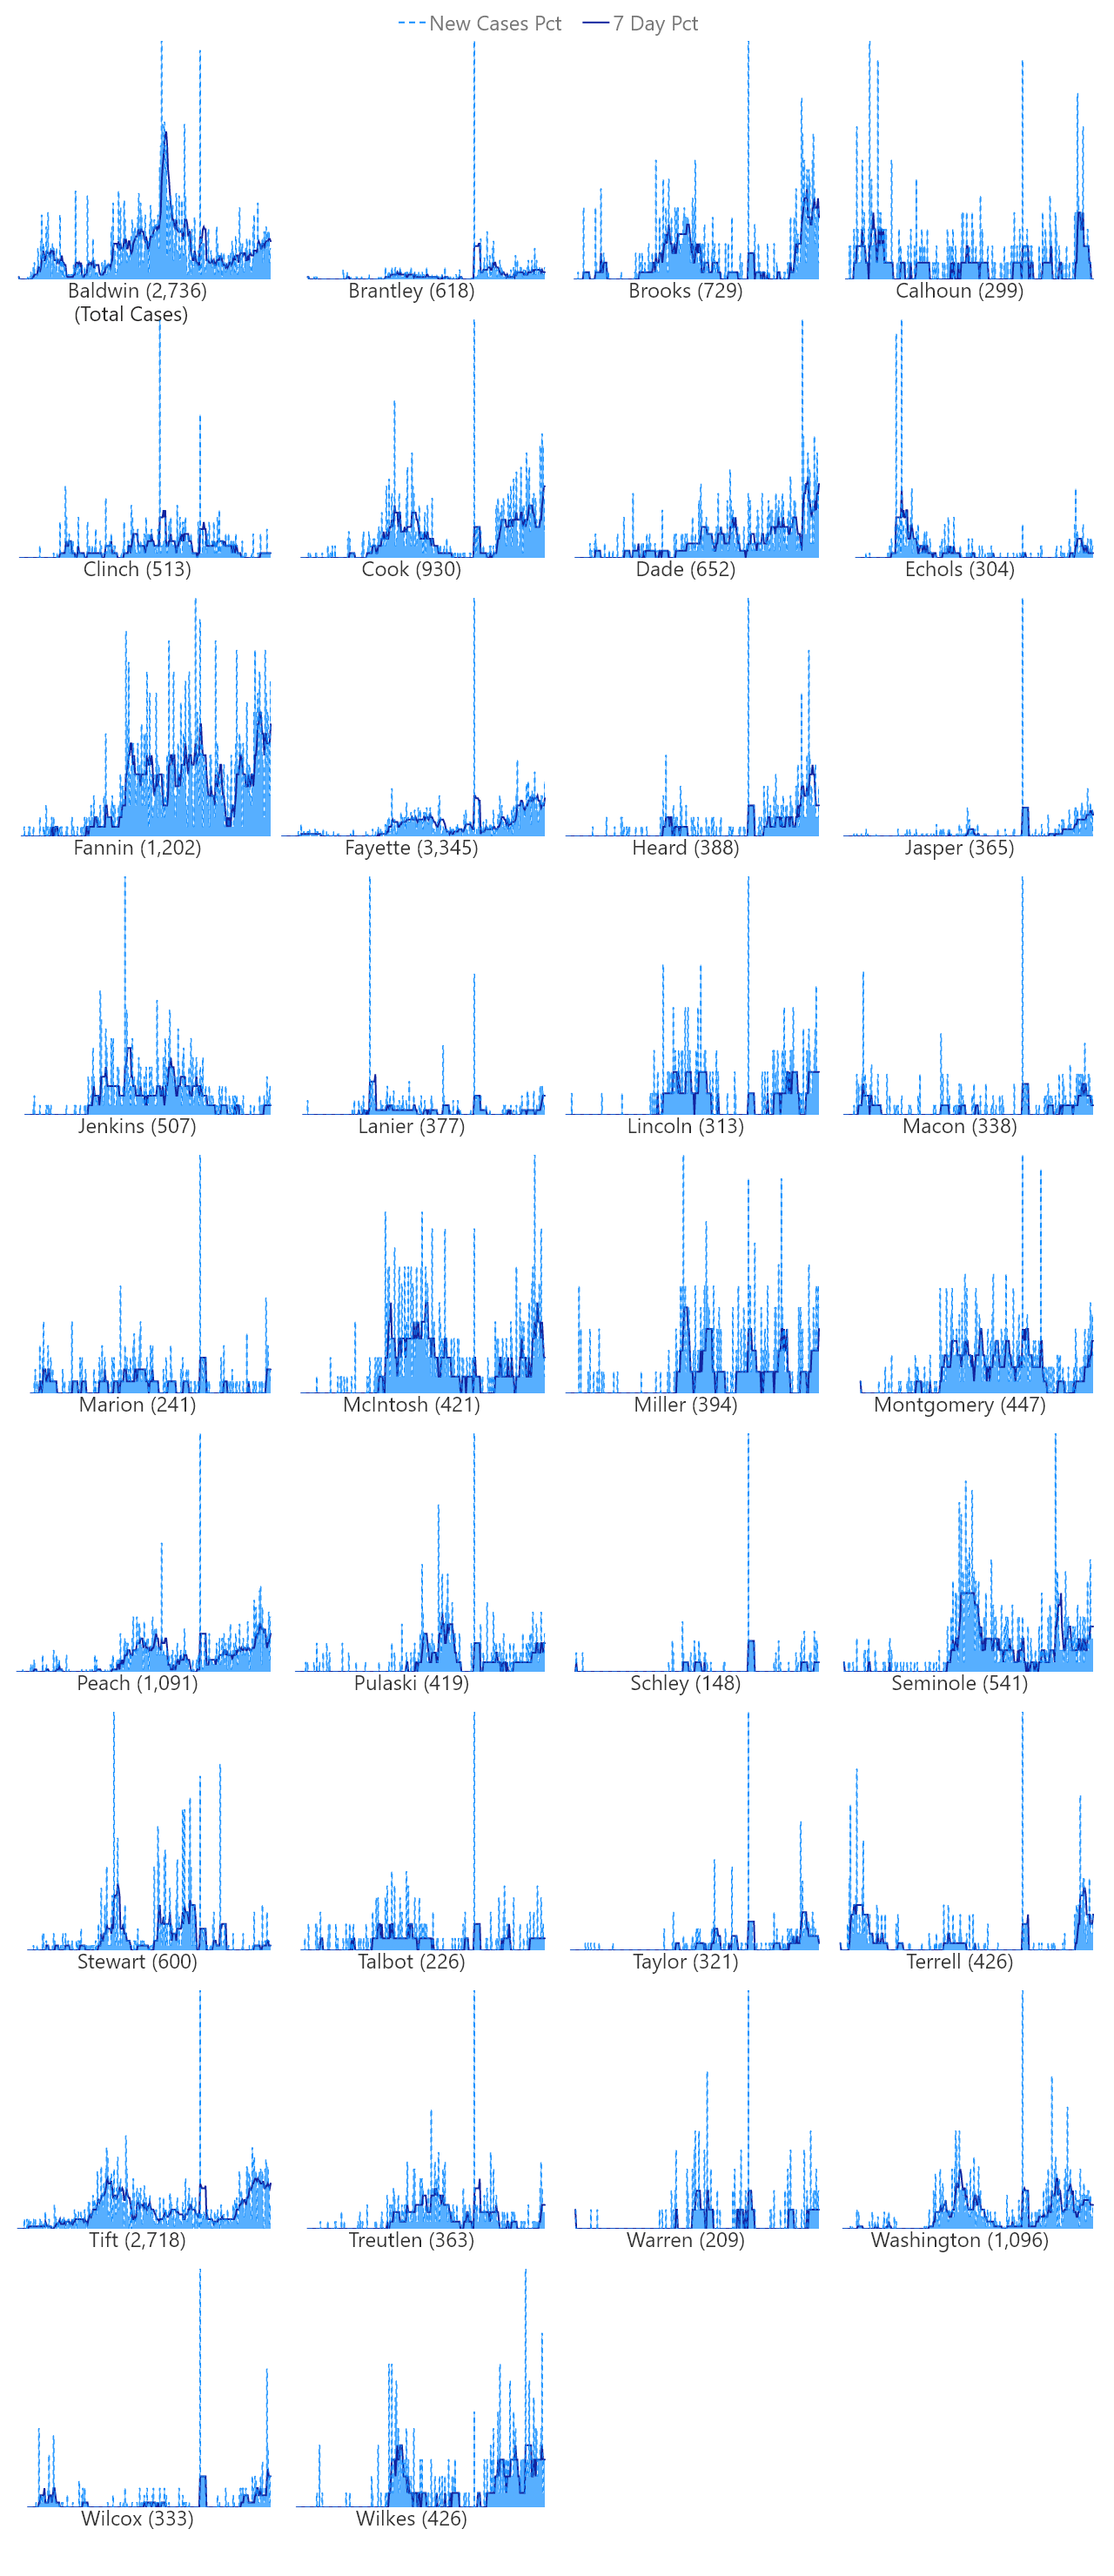 New Cases Pct 7 Day Pct
Baldwin (2,736) Brantley (618) Brooks (729) Calhoun (299)
(Total Cases)
Clinch (513) Cook (930) Dade (652) Echols (304)
Fannin (1,202) Fayette (3,345) Heard (388) Jasper (365)
Jenkins (507) Lanier (377) Lincoln (313) Macon (338)
Marion (241) McIntosh (421) Miller (394) Montgomery (447)
Peach (1,091) Pulaski (419) Schley (148) Seminole (541)
Stewart (600) Talbot (226) Taylor (321) Terrell (426)
Tift (2,718) Treutlen (363) Warren (209) Washington (1,096)
Wilcox (333) Wilkes (426)